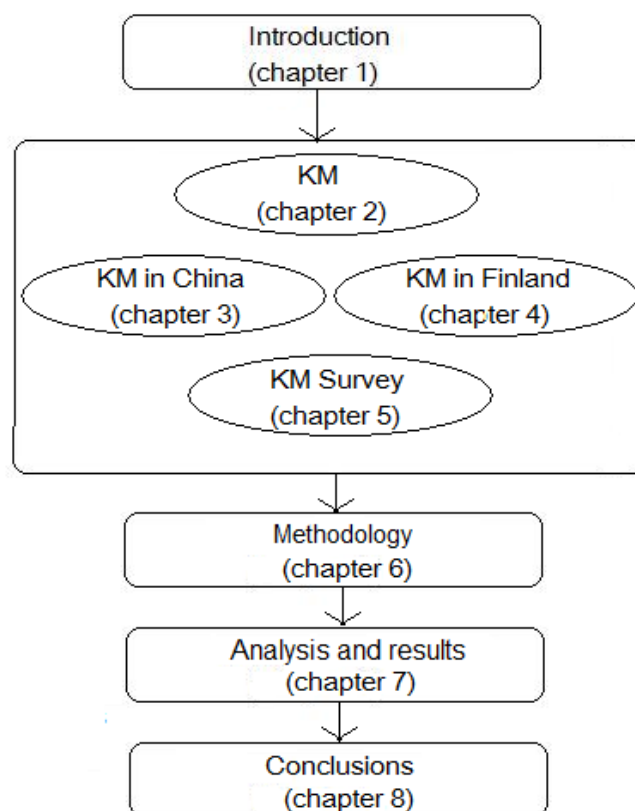 Introduction
(chapter 1)
KM
(chapter 2)
KM in China
(chapter 3)
KM in Finland
(chapter 4)
KM Survey
(chapter 5)
Methodology
(chapter 6)
Analysis and results
(chapter 7)
Conclusions
(chapter 8)